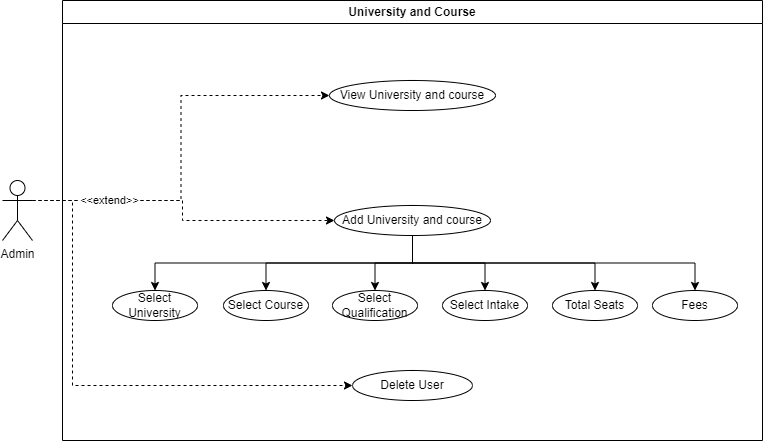 University and Course
View University and course
<<extend>>
Add University and course
Admin
Select
University
Select Course
Select
Qualification
Select Intake
Total Seats
Fees
Delete User